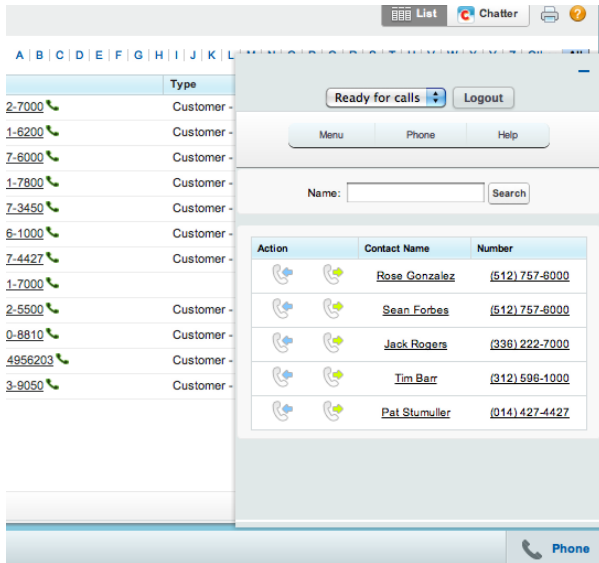 List Chatter
A | B | C | D | E | F | G | H | I | J | K | L
Type
2-7000 Customer -
1-6200 Customer -
7-6000 Customer -
1-7800 Customer -
7-3450 Customer -
6-1000 Customer -
7-4427 Customer -
1-7000
2-5500 Customer -
0-8810 Customer -
4956203 Customer -
3-9050 Customer -
Ready for calls Logout
Menu Phone Help
Name: Search
Action Contact Name Number
Rose Gonzalez (512) 757-6000
Sean Forbes (512) 757-6000
Jack Rogers (336) 222-7000
Tim Barr (312) 596-1000
Pat Stumuller (014) 427-4427
Phone